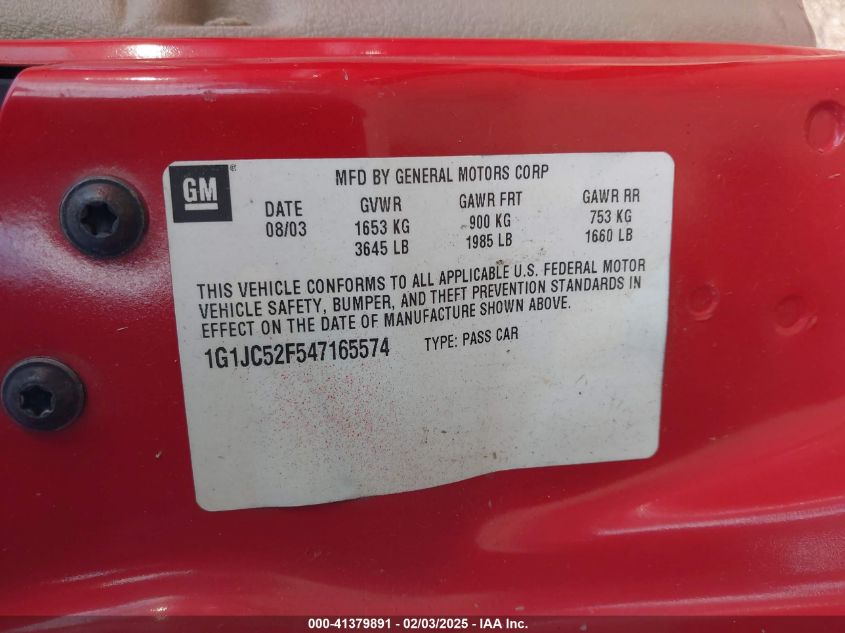 GM
MFD BY GENERAL MOTORS CORP
DATE GVWR GAWR FRT GAWR RR
08/03 1653 KG 900 KG 753 KG
3645 LB 1985 LB 1660 LB
THIS VEHICLE CONFORMS TO ALL APPLICABLE U.S. FEDERAL MOTOR
VEHICLE SAFETY, BUMPER, AND THEFT PREVENTION STANDARDS IN
EFFECT ON THE DATE OF MANUFACTURE SHOWN ABOVE.
1G1JC52F547165574 TYPE: PASS CAR
000-41379891 / 02/03/2025 - IAA Inc.